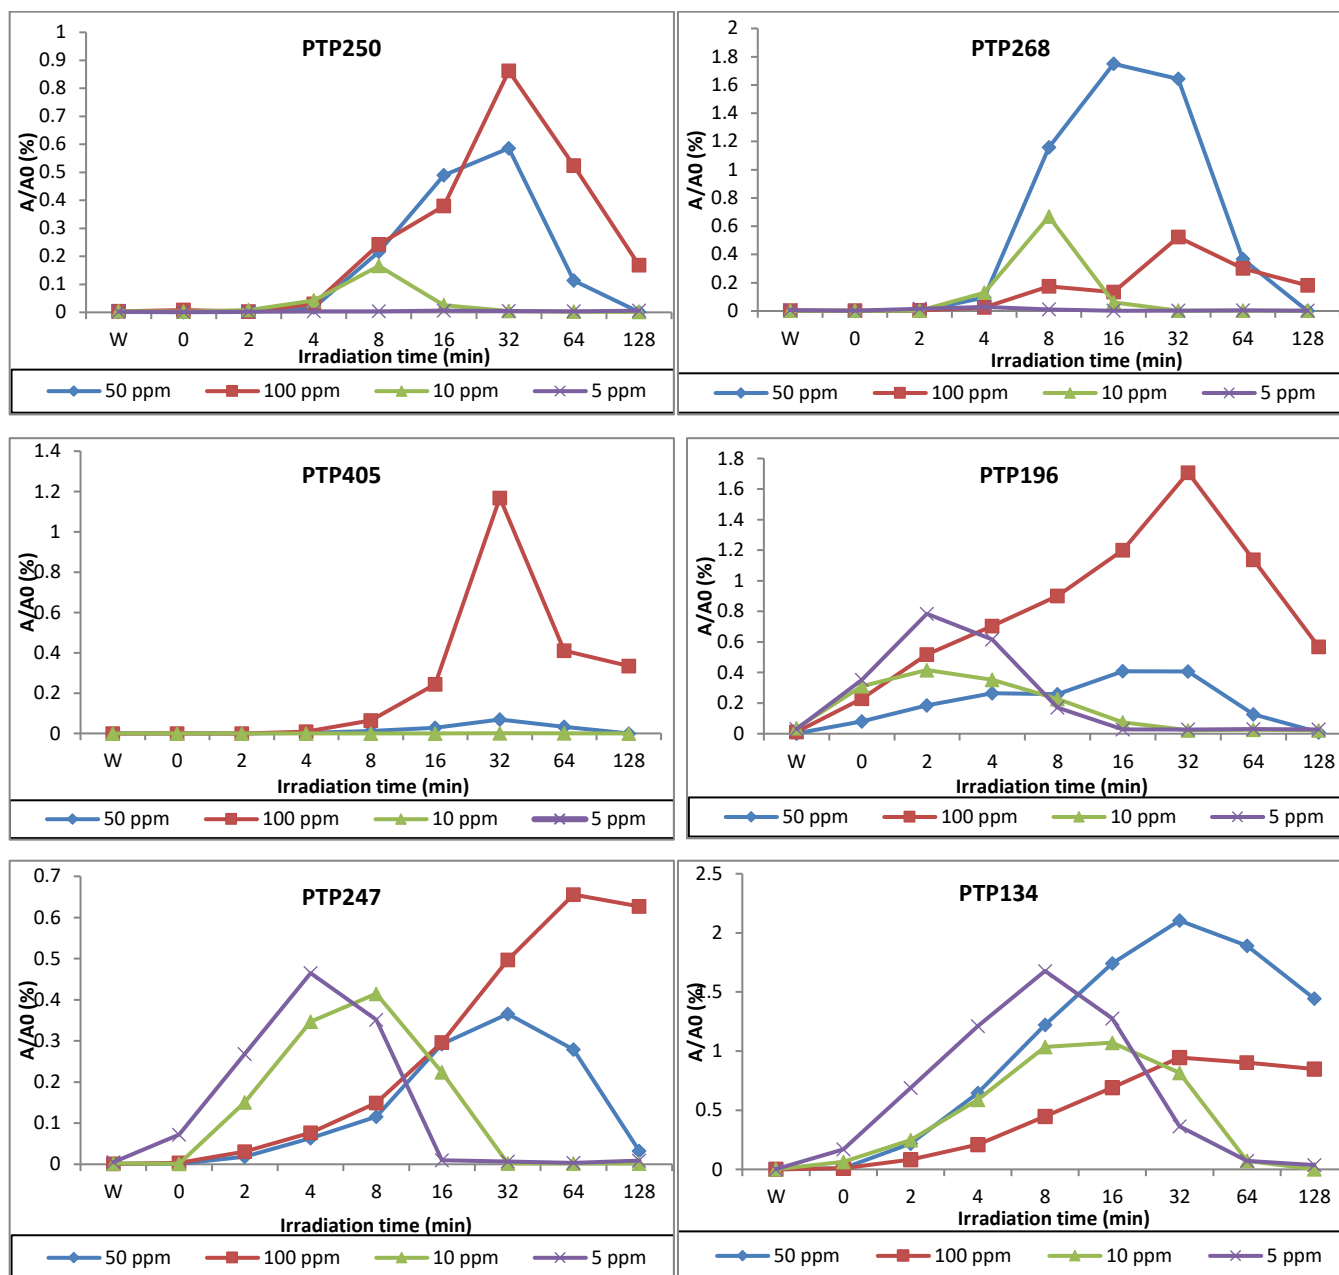 PTP250
A/A0 (%)
1
0.9
0.8
0.7
0.6
0.5
0.4
0.3
0.2
0.1
0
W 0 2 4 8 16 32 64 128
Irradiation time (min)
50 ppm 100 ppm 10 ppm 5 ppm
PTP268
A/A0 (%)
2
1.8
1.6
1.4
1.2
1
0.8
0.6
0.4
0.2
0
W 0 2 4 8 16 32 64 128
Irradiation time (min)
50 ppm 100 ppm 10 ppm 5 ppm
PTP405
A/A0 (%)
1.4
1.2
1
0.8
0.6
0.4
0.2
0
W 0 2 4 8 16 32 64 128
Irradiation time (min)
50 ppm 100 ppm 10 ppm 5 ppm
PTP196
A/A0 (%)
1.8
1.6
1.4
1.2
1
0.8
0.6
0.4
0.2
0
W 0 2 4 8 16 32 64 128
Irradiation time (min)
50 ppm 100 ppm 10 ppm 5 ppm
PTP247
A/A0 (%)
0.7
0.6
0.5
0.4
0.3
0.2
0.1
0
W 0 2 4 8 16 32 64 128
Irradiation time (min)
50 ppm 100 ppm 10 ppm 5 ppm
PTP134
A/A0 (%)
2.5
2
1.5
1
0.5
0
W 0 2 4 8 16 32 64 128
Irradiation time (min)
50 ppm 100 ppm 10 ppm 5 ppm